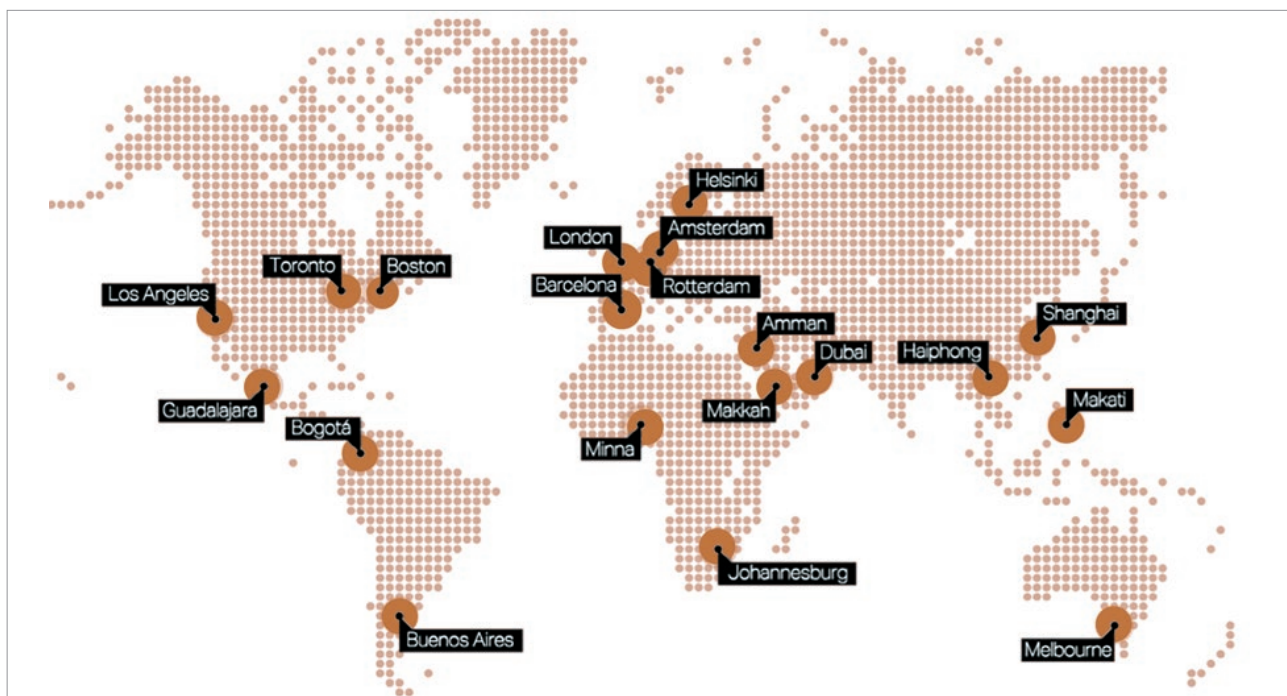 Helsinki
Amsterdam
London
Toronto
Boston
Barcelona
Rotterdam
Los Angeles
Shanghai
Amman
Dubai
Haiphong
Guadalajara
Makkah
Makati
Bogotá
Minna
Johannesburg
Buenos Aires
Melbourne